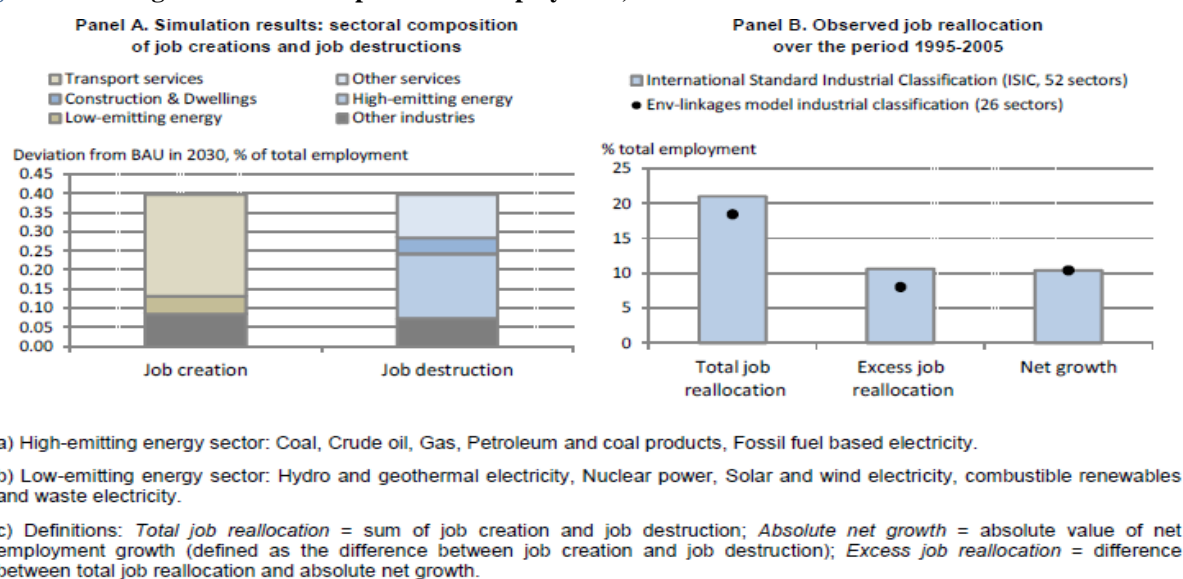 Panel A. Simulation results: sectoral composition
of job creations and job destructions
Transport services
Other services
Construction & Dwellings
High-emitting energy
Low-emitting energy
Other industries
Deviation from BAU in 2030, % of total employment
0.45
0.40
0.35
0.30
0.25
0.20
0.15
0.10
0.05
0.00
Job creation
Job destruction
Panel B. Observed job reallocation
over the period 1995-2005
International Standard Industrial Classification (ISIC, 52 sectors)
Env-linkages model industrial classification (26 sectors)
% total employment
25
20
15
10
5
0
Total job
reallocation
Excess job
reallocation
Net growth
a) High-emitting energy sector: Coal, Crude oil, Gas, Petroleum and coal products, Fossil fuel based electricity.
b) Low-emitting energy sector: Hydro and geothermal electricity, Nuclear power, Solar and wind electricity, combustible renewables
and waste electricity.
c) Definitions: Total job reallocation = sum of job creation and job destruction; Absolute net growth = absolute value of net
employment growth (defined as the difference between job creation and job destruction); Excess job reallocation = difference
between total job reallocation and absolute net growth.